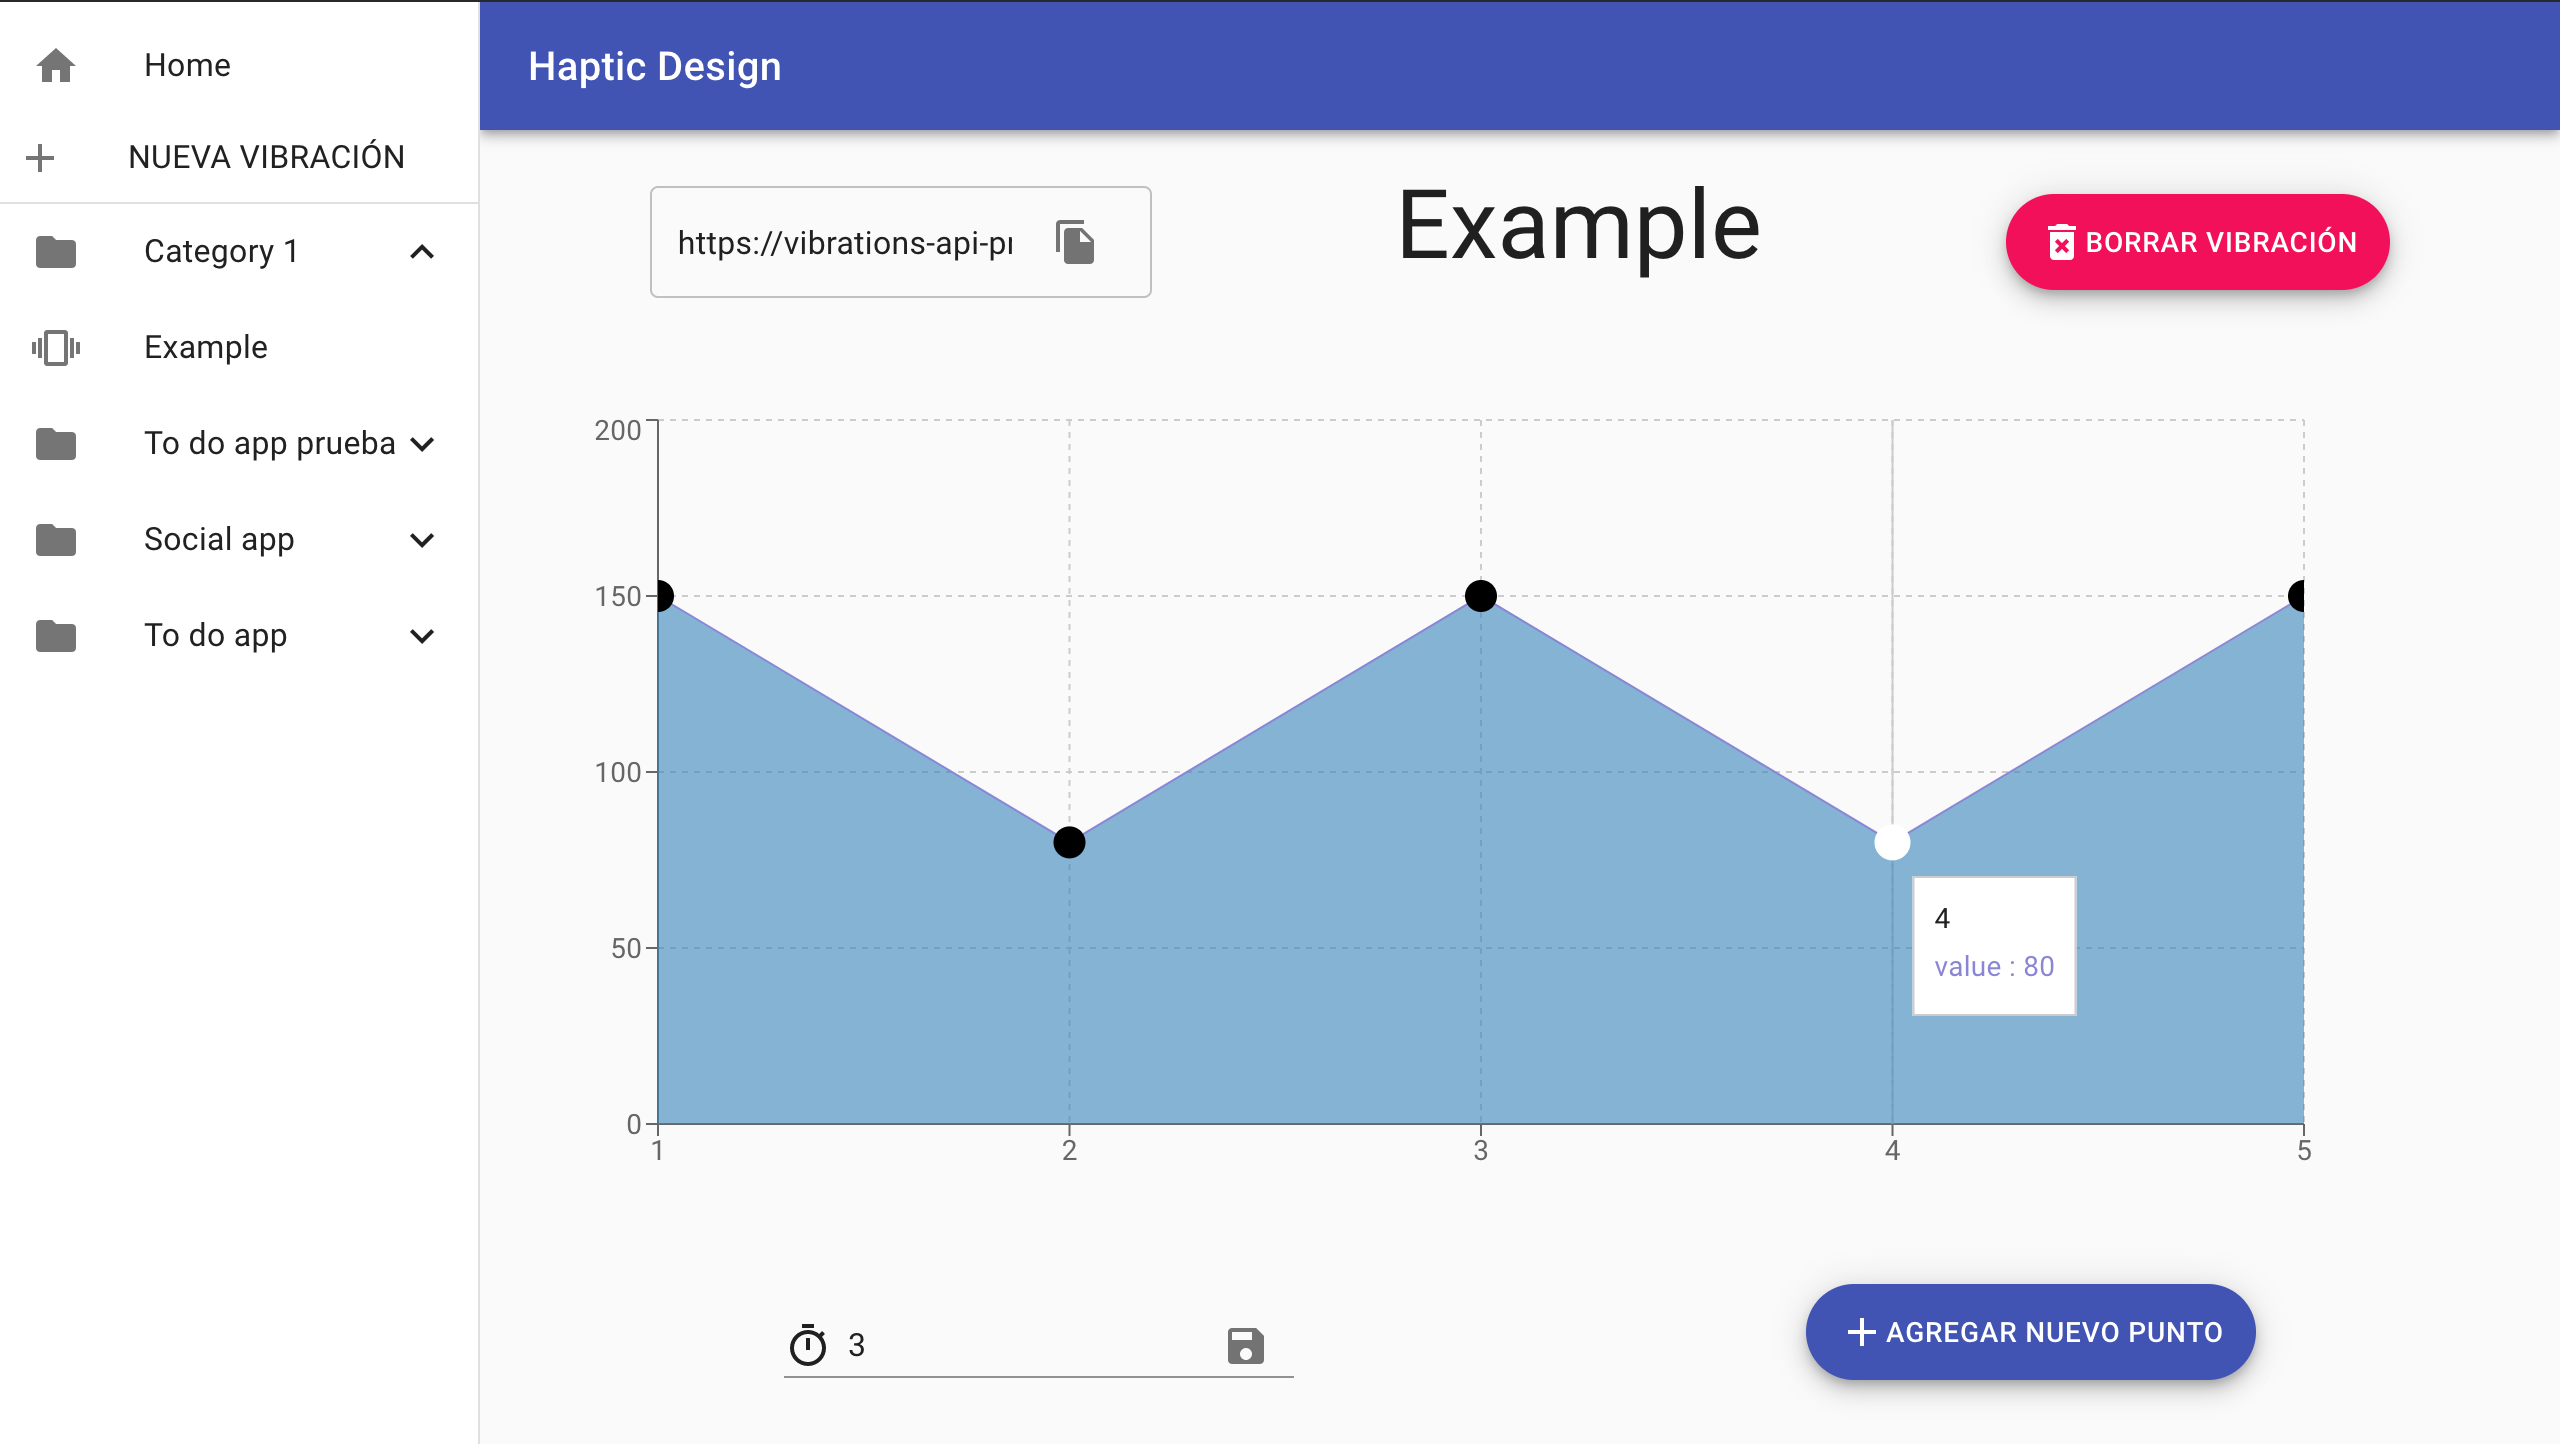 Home
NUEVA VIBRACIÓN
Category 1
Example
To do app prueba
Social app
To do app
Haptic Design
https://vibrations-api-pr
Example
BORRAR VIBRACIÓN
200
150
100
50
0
1 2 3 4 5
4
value : 80
3
AGREGAR NUEVO PUNTO